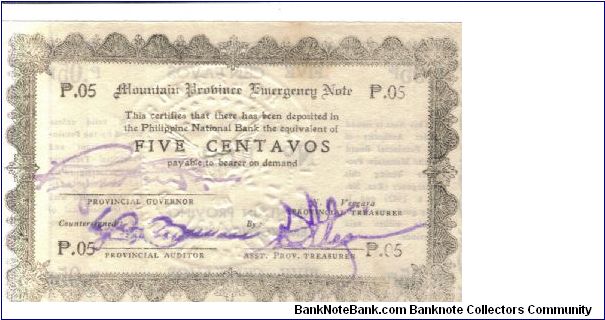 ₱.05 Mountain Province Emergency Note ₱.05
This certifies that there has been deposited in
the Philippine National Bank the equivalent of
FIVE CENTAVOS
payable to bearer on demand
Vergara
PROVINCIAL GOVERNOR PROVINCIAL TREASURER
Countersigned: By:
₱.05 ₱.05
PROVINCIAL AUDITOR ASST. PROV. TREASURER
BankNoteBank.com Banknote Collectors Community